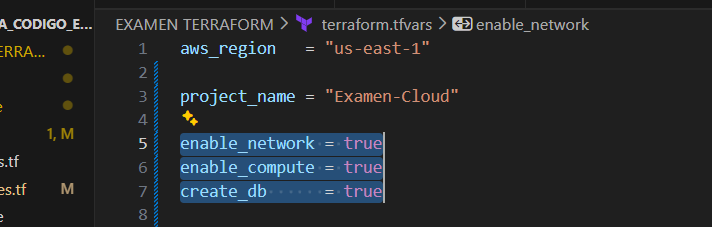 A_CODIGO_E...
EXAMEN TERRAFORM > terraform.tfvars > enable_network
ERRA...
1, M
s.tf
es.tf M
e
e
1 aws_region = "us-east-1"
2
3 project_name = "Examen-Cloud"
4
5 enable_network = true
6 enable_compute = true
7 create_db = true
8